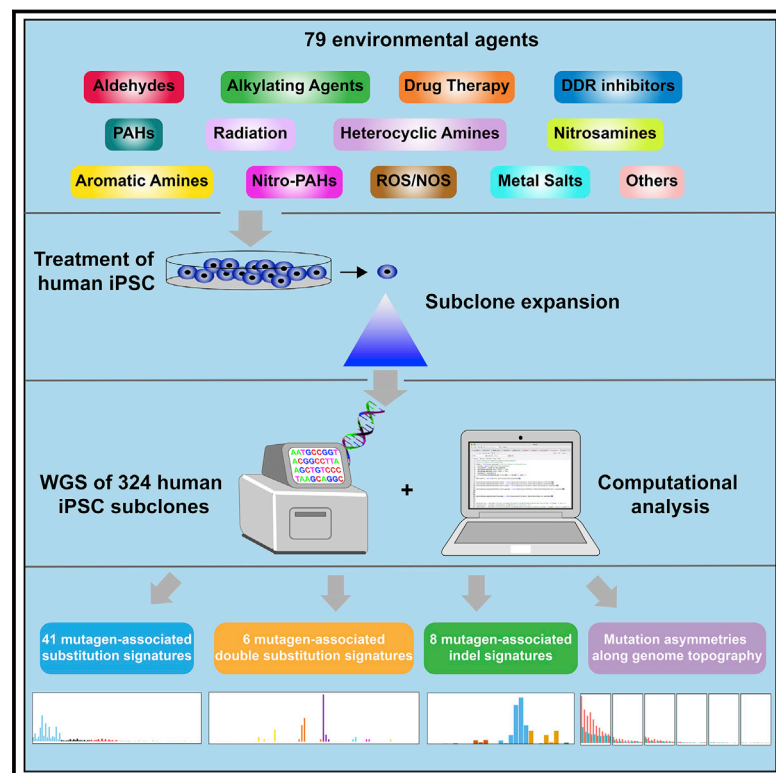 79 environmental agents
Aldehydes
Alkylating Agents
Drug Therapy
DDR inhibitors
PAHs
Radiation
Heterocyclic Amines
Nitrosamines
Aromatic Amines
Nitro-PAHs
ROS/NOS
Metal Salts
Others
Treatment of
human iPSC
Subclone expansion
WGS of 324 human
iPSC subclones
AATGCCGGT
ACGGCCTTA
AGCTGTCCC
TAAGCAGGC
+
Computational
analysis
41 mutagen-associated
substitution signatures
6 mutagen-associated
double substitution signatures
8 mutagen-associated
indel signatures
Mutation asymmetries
along genome topography